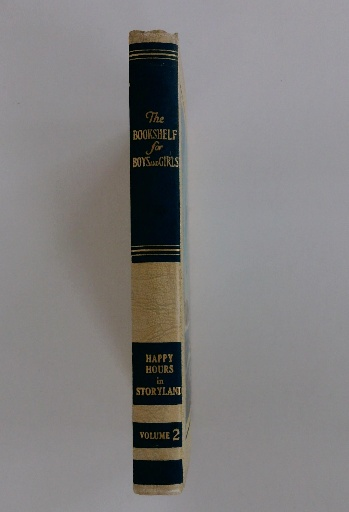 The
BOOKSHELF
for
BOYS AND GIRLS
HAPPY
HOURS
in
STORYLAND
VOLUME 2